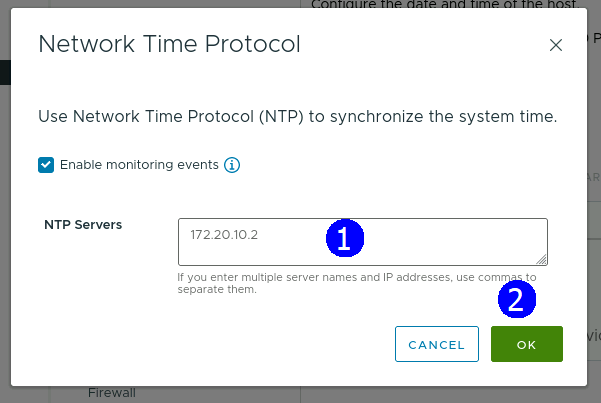 Configure the date and time of the host.
Network Time Protocol
P
Use Network Time Protocol (NTP) to synchronize the system time.
Enable monitoring events
AR
NTP Servers
172.20.10.2
1
If you enter multiple server names and IP addresses, use commas to
separate them.
2
CANCEL
OK
vic
Firewall